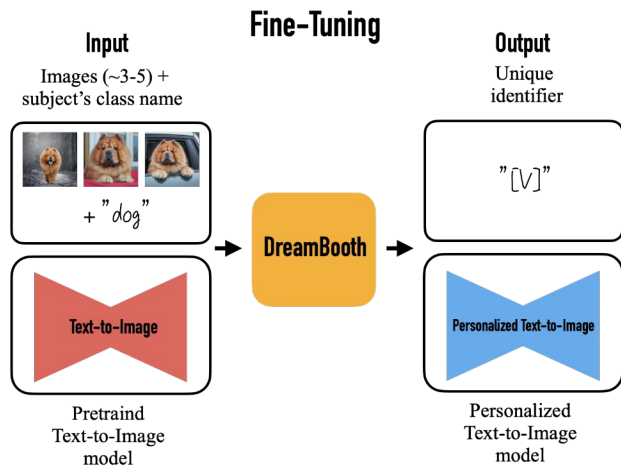 Fine-Tuning
Input
Images (~3-5) +
subject's class name
+ "dog"
Text-to-Image
Pretraind
Text-to-Image
model
DreamBooth
Output
Unique
identifier
"[V]"
Personalized Text-to-Image
Personalized
Text-to-Image
model